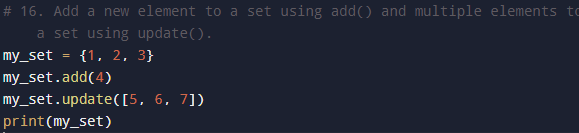 # 16. Add a new element to a set using add() and multiple elements to
a set using update().
my_set = {1, 2, 3}
my_set.add(4)
my_set.update([5, 6, 7])
print(my_set)